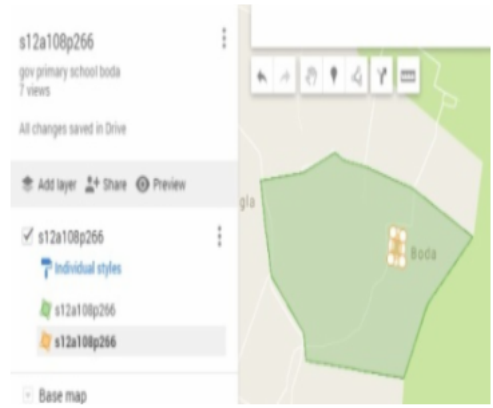 s12a108p266
gov primary school boda
7 views
All changes saved in Drive
Add layer Share Preview
s12a108p266
Individual styles
s12a108p266
s12a108p266
Base map
gla
Boda